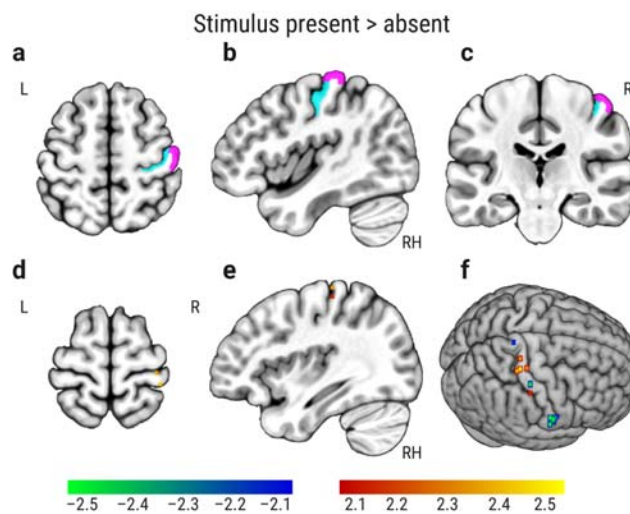 Stimulus present > absent
a b c
L R
RH
d e f
L R
RH
−2.5 −2.4 −2.3 −2.2 −2.1 2.1 2.2 2.3 2.4 2.5